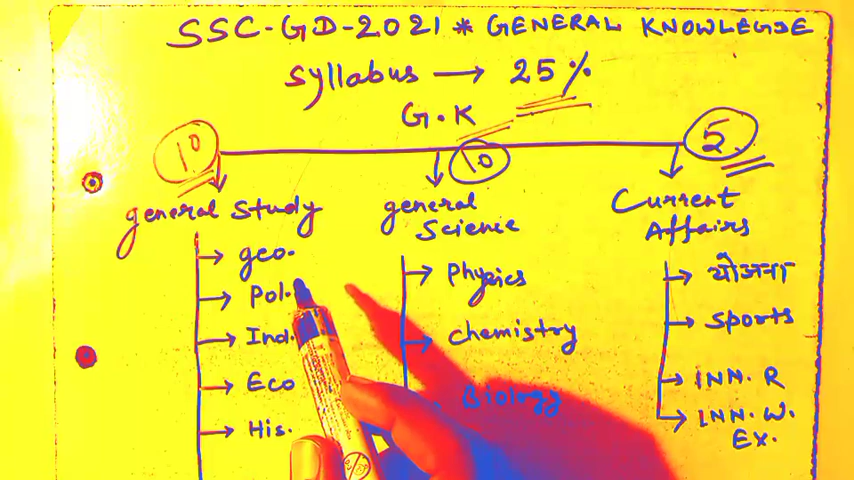 SSC-GD-2021 * GENERAL KNOWLEGDE
Syllabus → 25%
G.K
10
10
5
general Study
geo.
Pol.
Ind.
Eco
His.
general
Science
Physics
chemistry
Biology
Current
Affairs
योजना
Sports
INN. R
INN. W.
Ex.